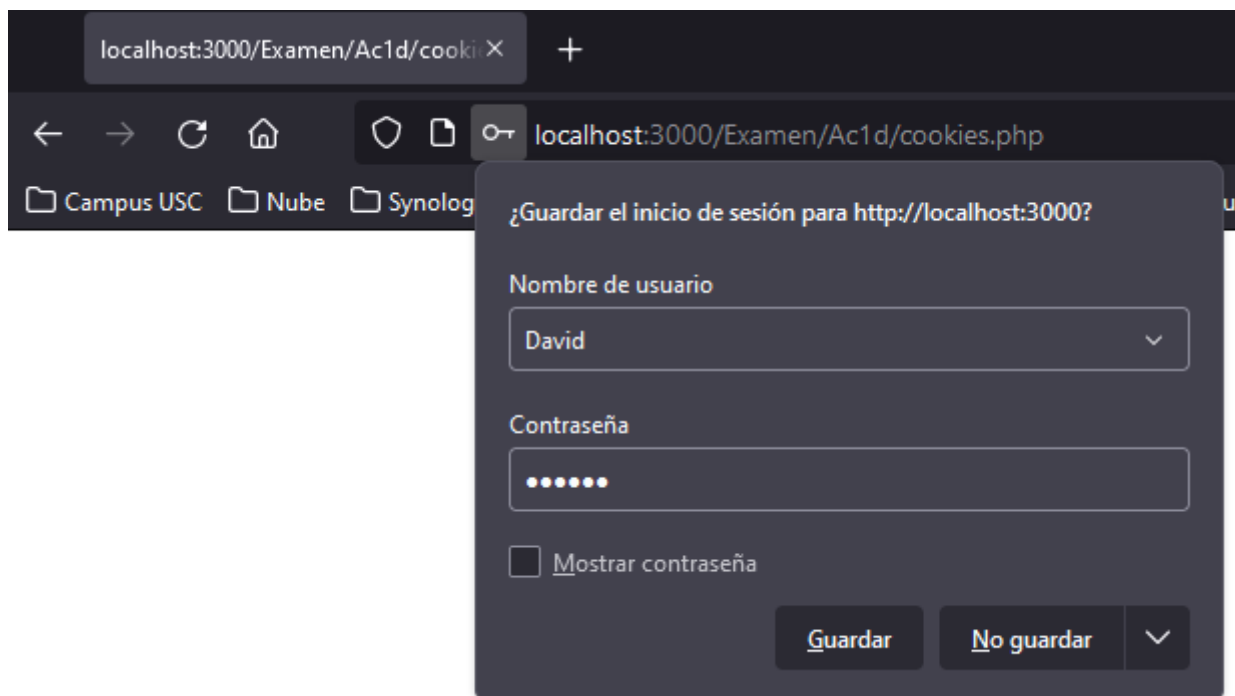 localhost:3000/Examen/Ac1d/cooki
localhost:3000/Examen/Ac1d/cookies.php
Campus USC Nube Synolog
¿Guardar el inicio de sesión para http://localhost:3000?
Nombre de usuario
David
Contraseña
••••••
Mostrar contraseña
Guardar No guardar